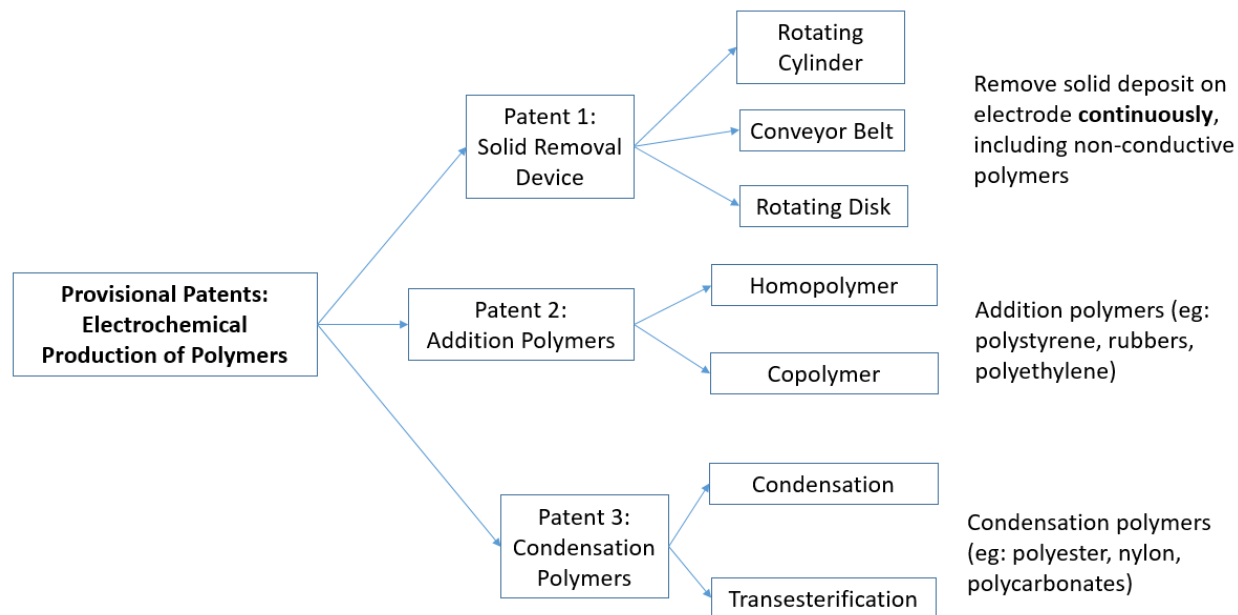 Provisional Patents:
Electrochemical
Production of Polymers
Patent 1:
Solid Removal
Device
Rotating
Cylinder
Conveyor Belt
Rotating Disk
Remove solid deposit on
electrode continuously,
including non-conductive
polymers
Patent 2:
Addition Polymers
Homopolymer
Copolymer
Addition polymers (eg:
polystyrene, rubbers,
polyethylene)
Patent 3:
Condensation
Polymers
Condensation
Transesterification
Condensation polymers
(eg: polyester, nylon,
polycarbonates)